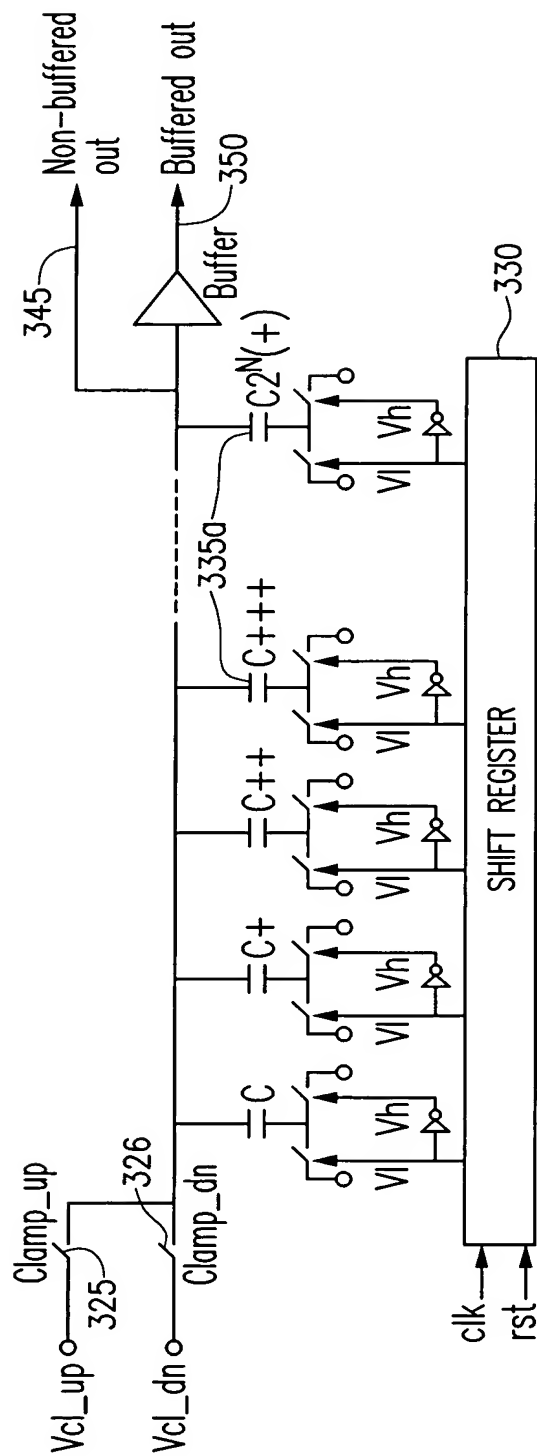 Vcl_up
Clamp_up
325
Vcl_dn
326
Clamp_dn
345
Non-buffered
out
Buffered out
350
Buffer
C
C+
C++
C+++
335a
C2^N(+)
Vl
Vh
Vl
Vh
Vl
Vh
Vl
Vh
Vl
Vh
clk
rst
SHIFT REGISTER
330